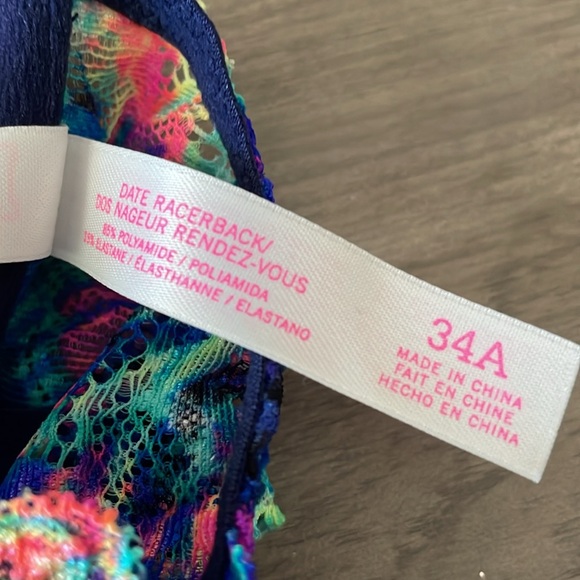 DATE RACERBACK/
DOS NAGEUR RENDEZ-VOUS
85% POLYAMIDE / POLIAMIDA
15% ELASTANE / ÉLASTHANNE / ELASTANO
34A
MADE IN CHINA
FAIT EN CHINE
HECHO EN CHINA